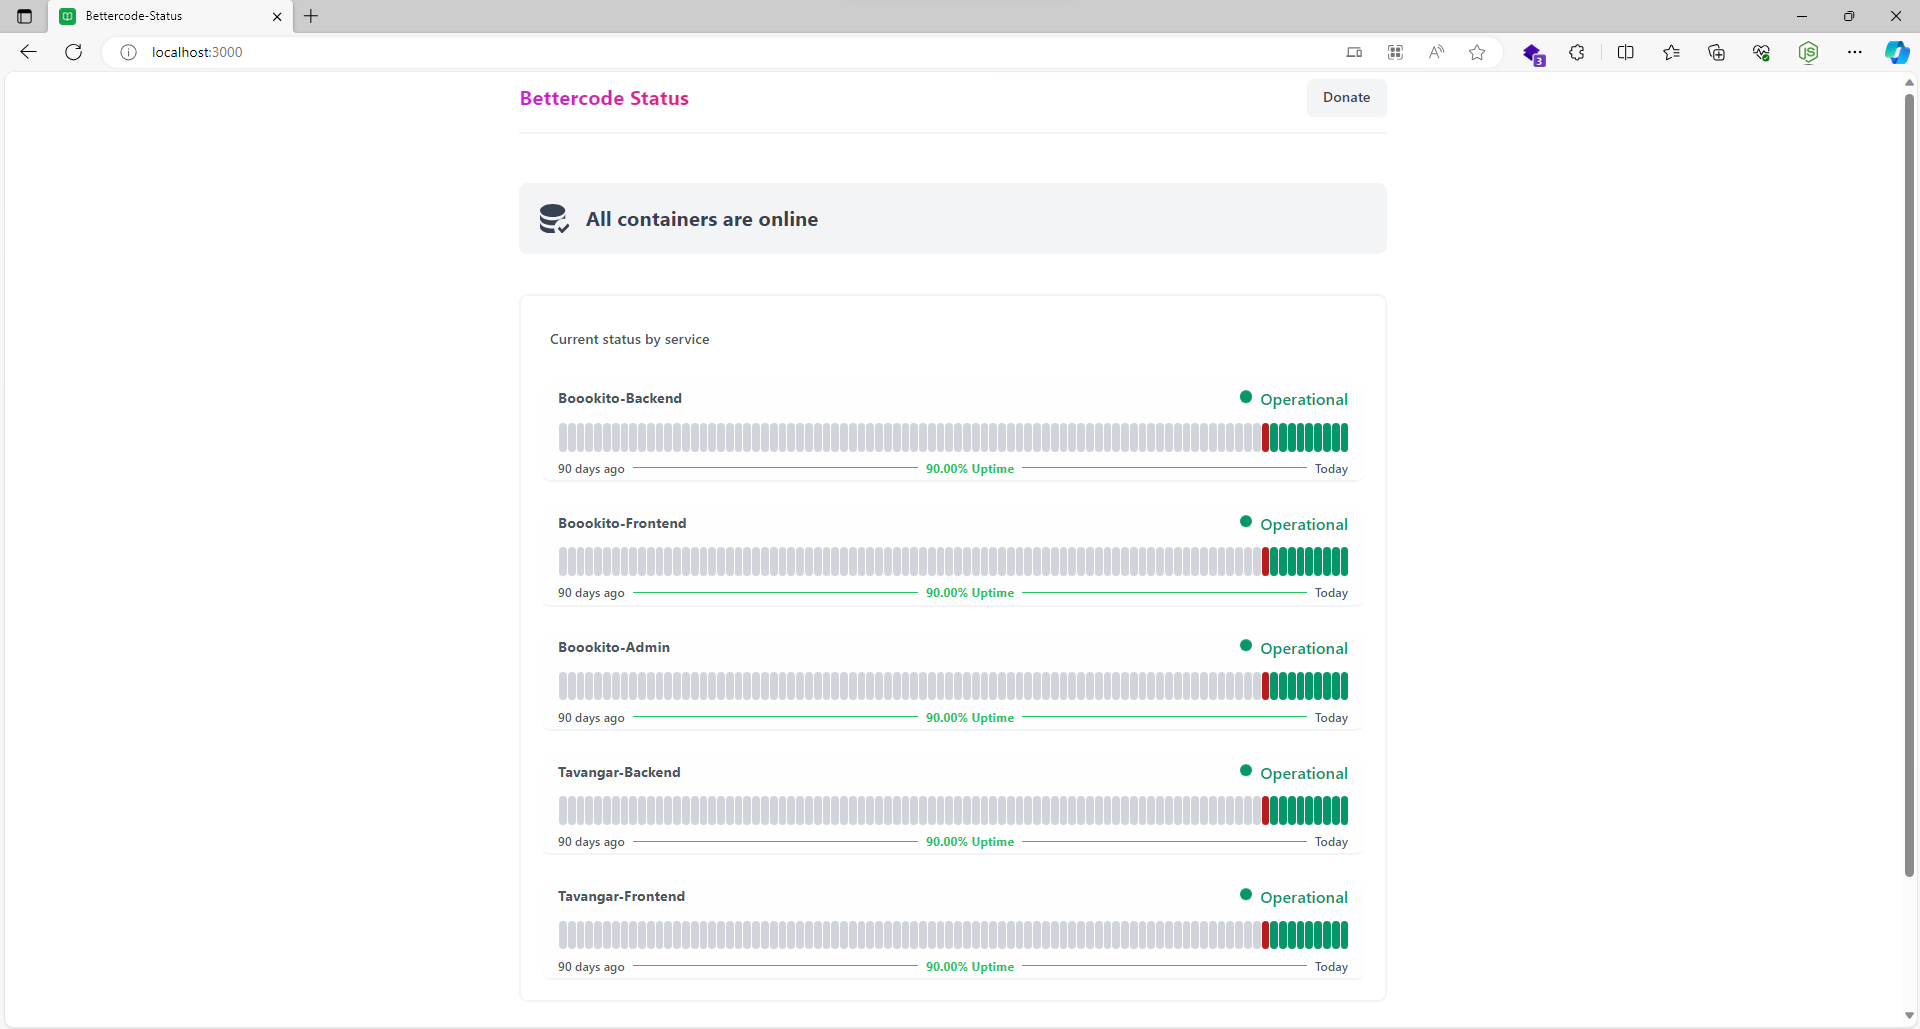 Bettercode-Status
localhost:3000
3
JS
Bettercode Status
Donate
All containers are online
Current status by service
Boookito-Backend
Operational
90 days ago 90.00% Uptime Today
Boookito-Frontend
Operational
90 days ago 90.00% Uptime Today
Boookito-Admin
Operational
90 days ago 90.00% Uptime Today
Tavangar-Backend
Operational
90 days ago 90.00% Uptime Today
Tavangar-Frontend
Operational
90 days ago 90.00% Uptime Today